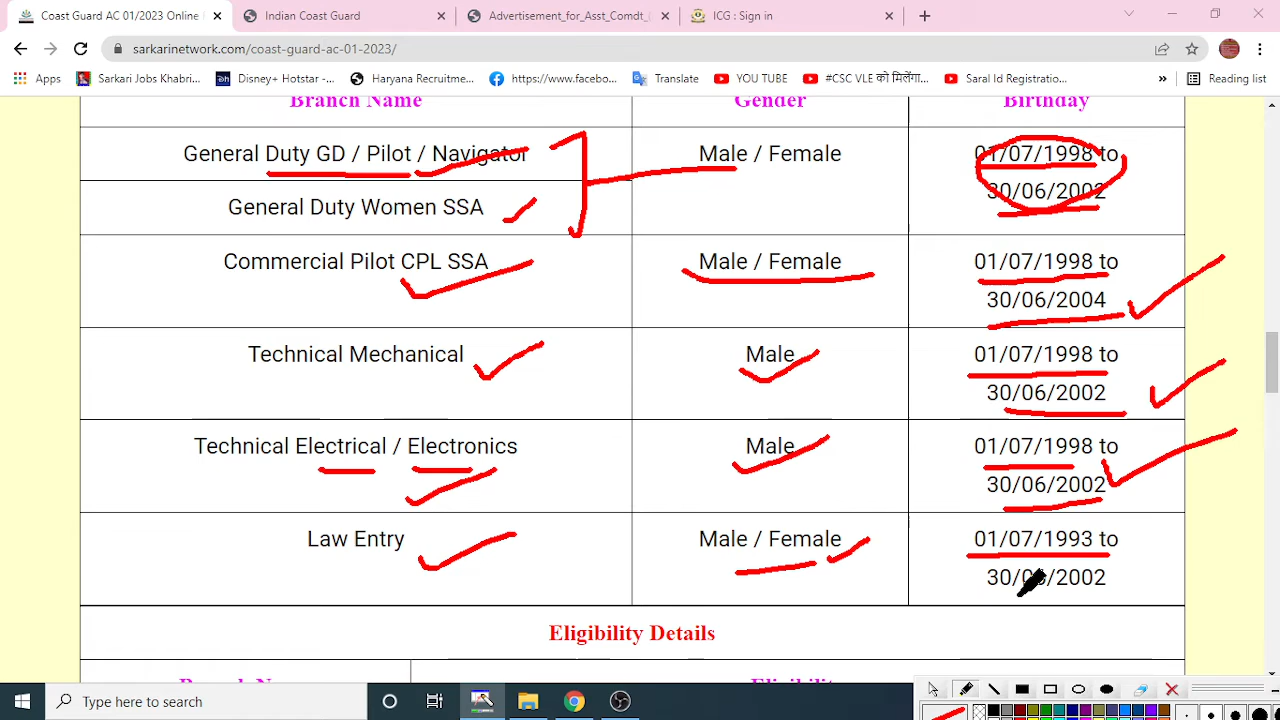 Coast Guard AC 01/2023 Online
Indian Coast Guard
Advertisement_for_Asst_Comdt_
ICG | Sign in
sarkarinetwork.com/coast-guard-ac-01-2023/
Apps
Sarkari Jobs Khabri...
Disney+ Hotstar -...
Haryana Recruitme...
https://www.facebo...
Translate
YOU TUBE
#CSC VLE को मिलेंगा...
Saral Id Registratio...
Reading list
Branch Name Gender Birthday
General Duty GD / Pilot / Navigator Male / Female 01/07/1998 to
30/06/2002
General Duty Women SSA
Commercial Pilot CPL SSA Male / Female 01/07/1998 to
30/06/2004
Technical Mechanical Male 01/07/1998 to
30/06/2002
Technical Electrical / Electronics Male 01/07/1998 to
30/06/2002
Law Entry Male / Female 01/07/1993 to
30/06/2002
Eligibility Details
Eligibility
Type here to search